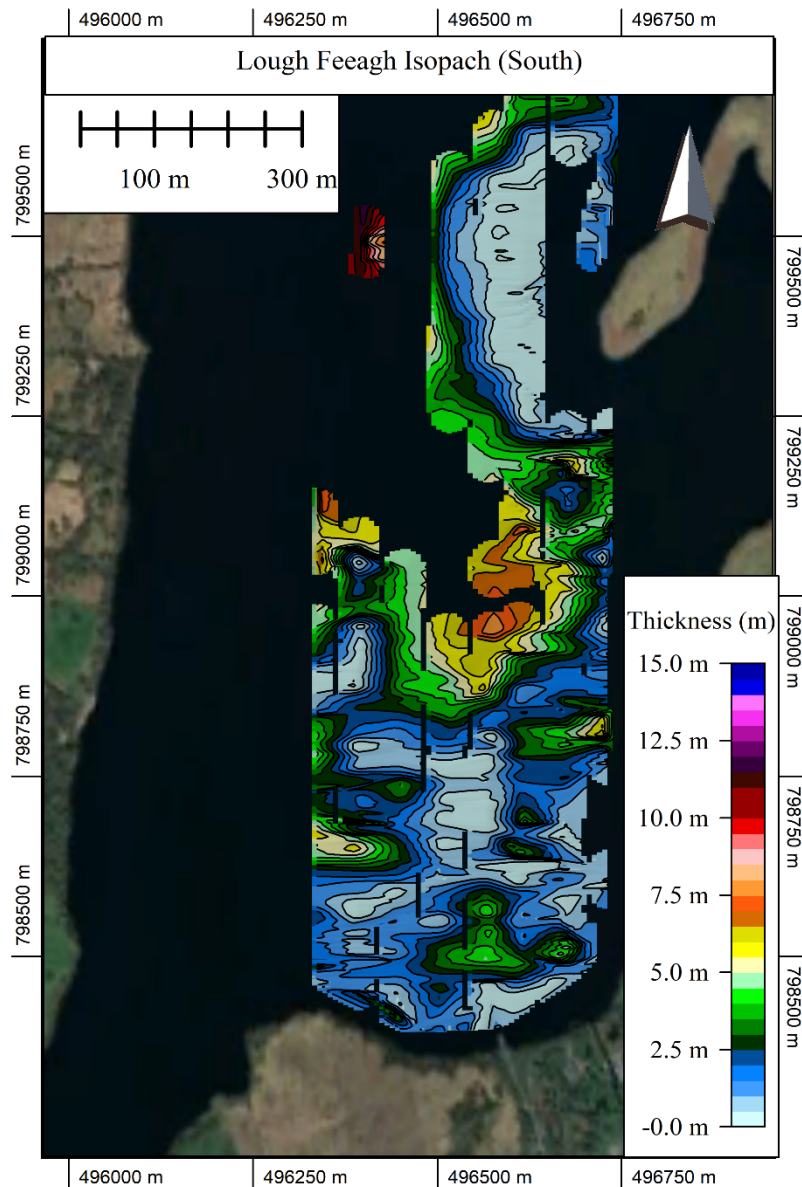 496000 m
496250 m
496500 m
496750 m
Lough Feeagh Isopach (South)
100 m
300 m
799500 m
799250 m
799000 m
798750 m
798500 m
799500 m
799250 m
799000 m
798750 m
798500 m
Thickness (m)
15.0 m
12.5 m
10.0 m
7.5 m
5.0 m
2.5 m
-0.0 m
496000 m
496250 m
496500 m
496750 m